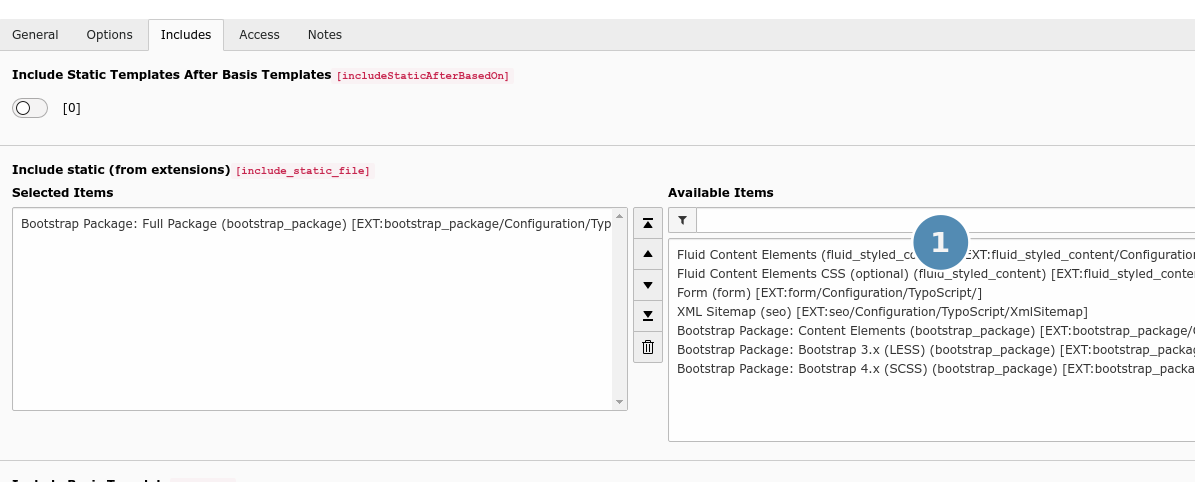 General Options Includes Access Notes
Include Static Templates After Basis Templates [includeStaticAfterBasedOn]
[0]
Include static (from extensions) [include_static_file]
Selected Items
Bootstrap Package: Full Package (bootstrap_package) [EXT:bootstrap_package/Configuration/Typ
Available Items
1
Fluid Content Elements (fluid_styled_co EXT:fluid_styled_content/Configuration
Fluid Content Elements CSS (optional) (fluid_styled_content) [EXT:fluid_styled_conte
Form (form) [EXT:form/Configuration/TypoScript/]
XML Sitemap (seo) [EXT:seo/Configuration/TypoScript/XmlSitemap]
Bootstrap Package: Content Elements (bootstrap_package) [EXT:bootstrap_package/C
Bootstrap Package: Bootstrap 3.x (LESS) (bootstrap_package) [EXT:bootstrap_packag
Bootstrap Package: Bootstrap 4.x (SCSS) (bootstrap_package) [EXT:bootstrap_packa